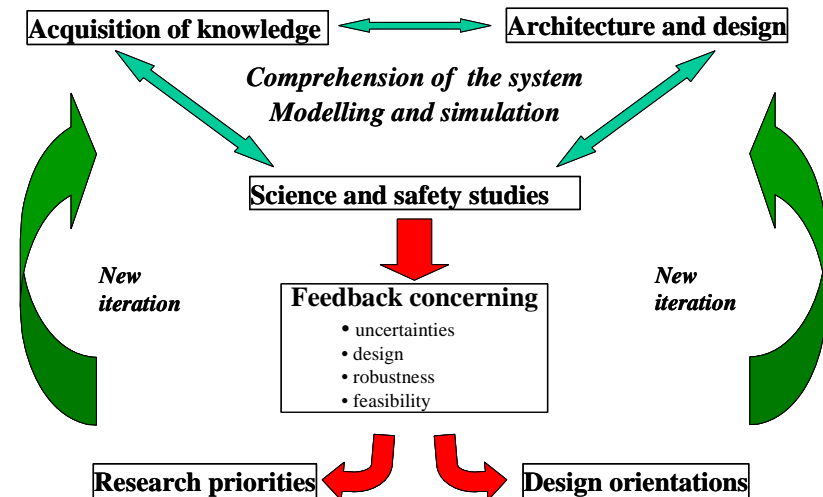 Acquisition of knowledge
Architecture and design
Comprehension of the system
Modelling and simulation
Science and safety studies
New
iteration
New
iteration
Feedback concerning
• uncertainties
• design
• robustness
• feasibility
Research priorities
Design orientations